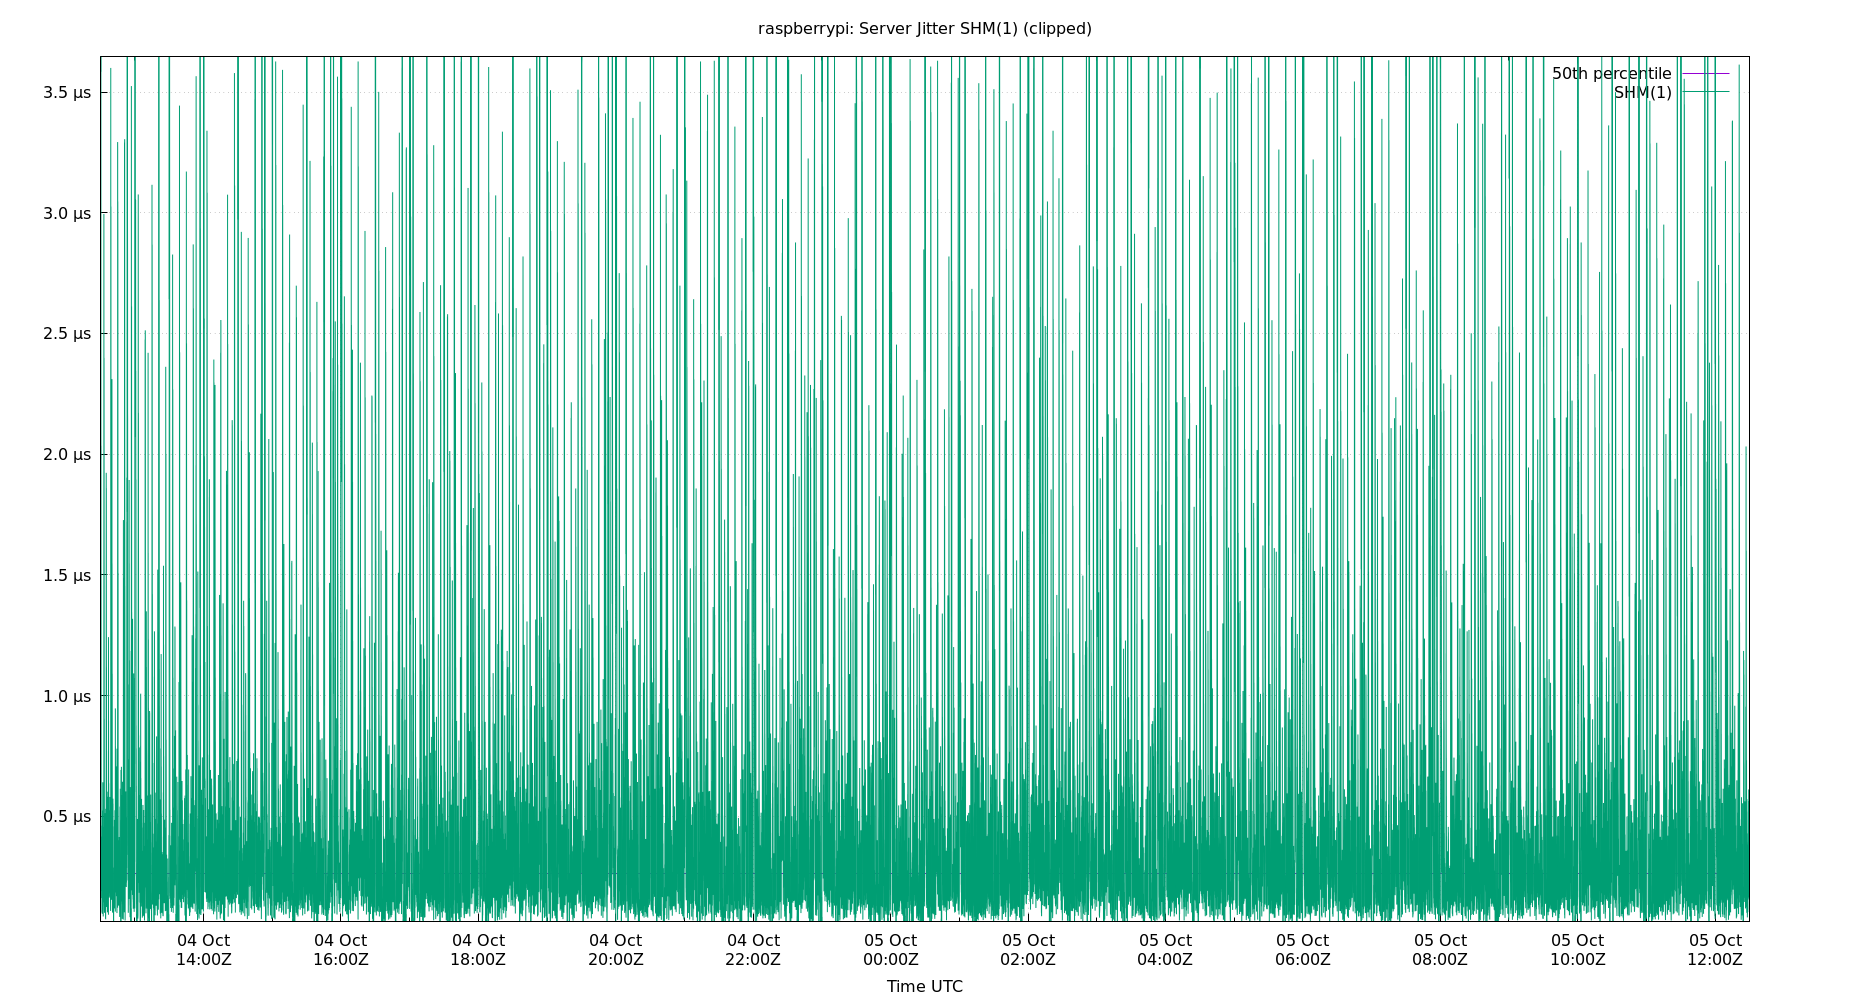 raspberrypi: Server Jitter SHM(1) (clipped)
50th percentile
SHM(1)
3.5 µs
3.0 µs
2.5 µs
2.0 µs
1.5 µs
1.0 µs
0.5 µs
04 Oct 04 Oct 04 Oct 04 Oct 04 Oct 05 Oct 05 Oct 05 Oct 05 Oct 05 Oct 05 Oct 05 Oct
14:00Z 16:00Z 18:00Z 20:00Z 22:00Z 00:00Z 02:00Z 04:00Z 06:00Z 08:00Z 10:00Z 12:00Z
Time UTC